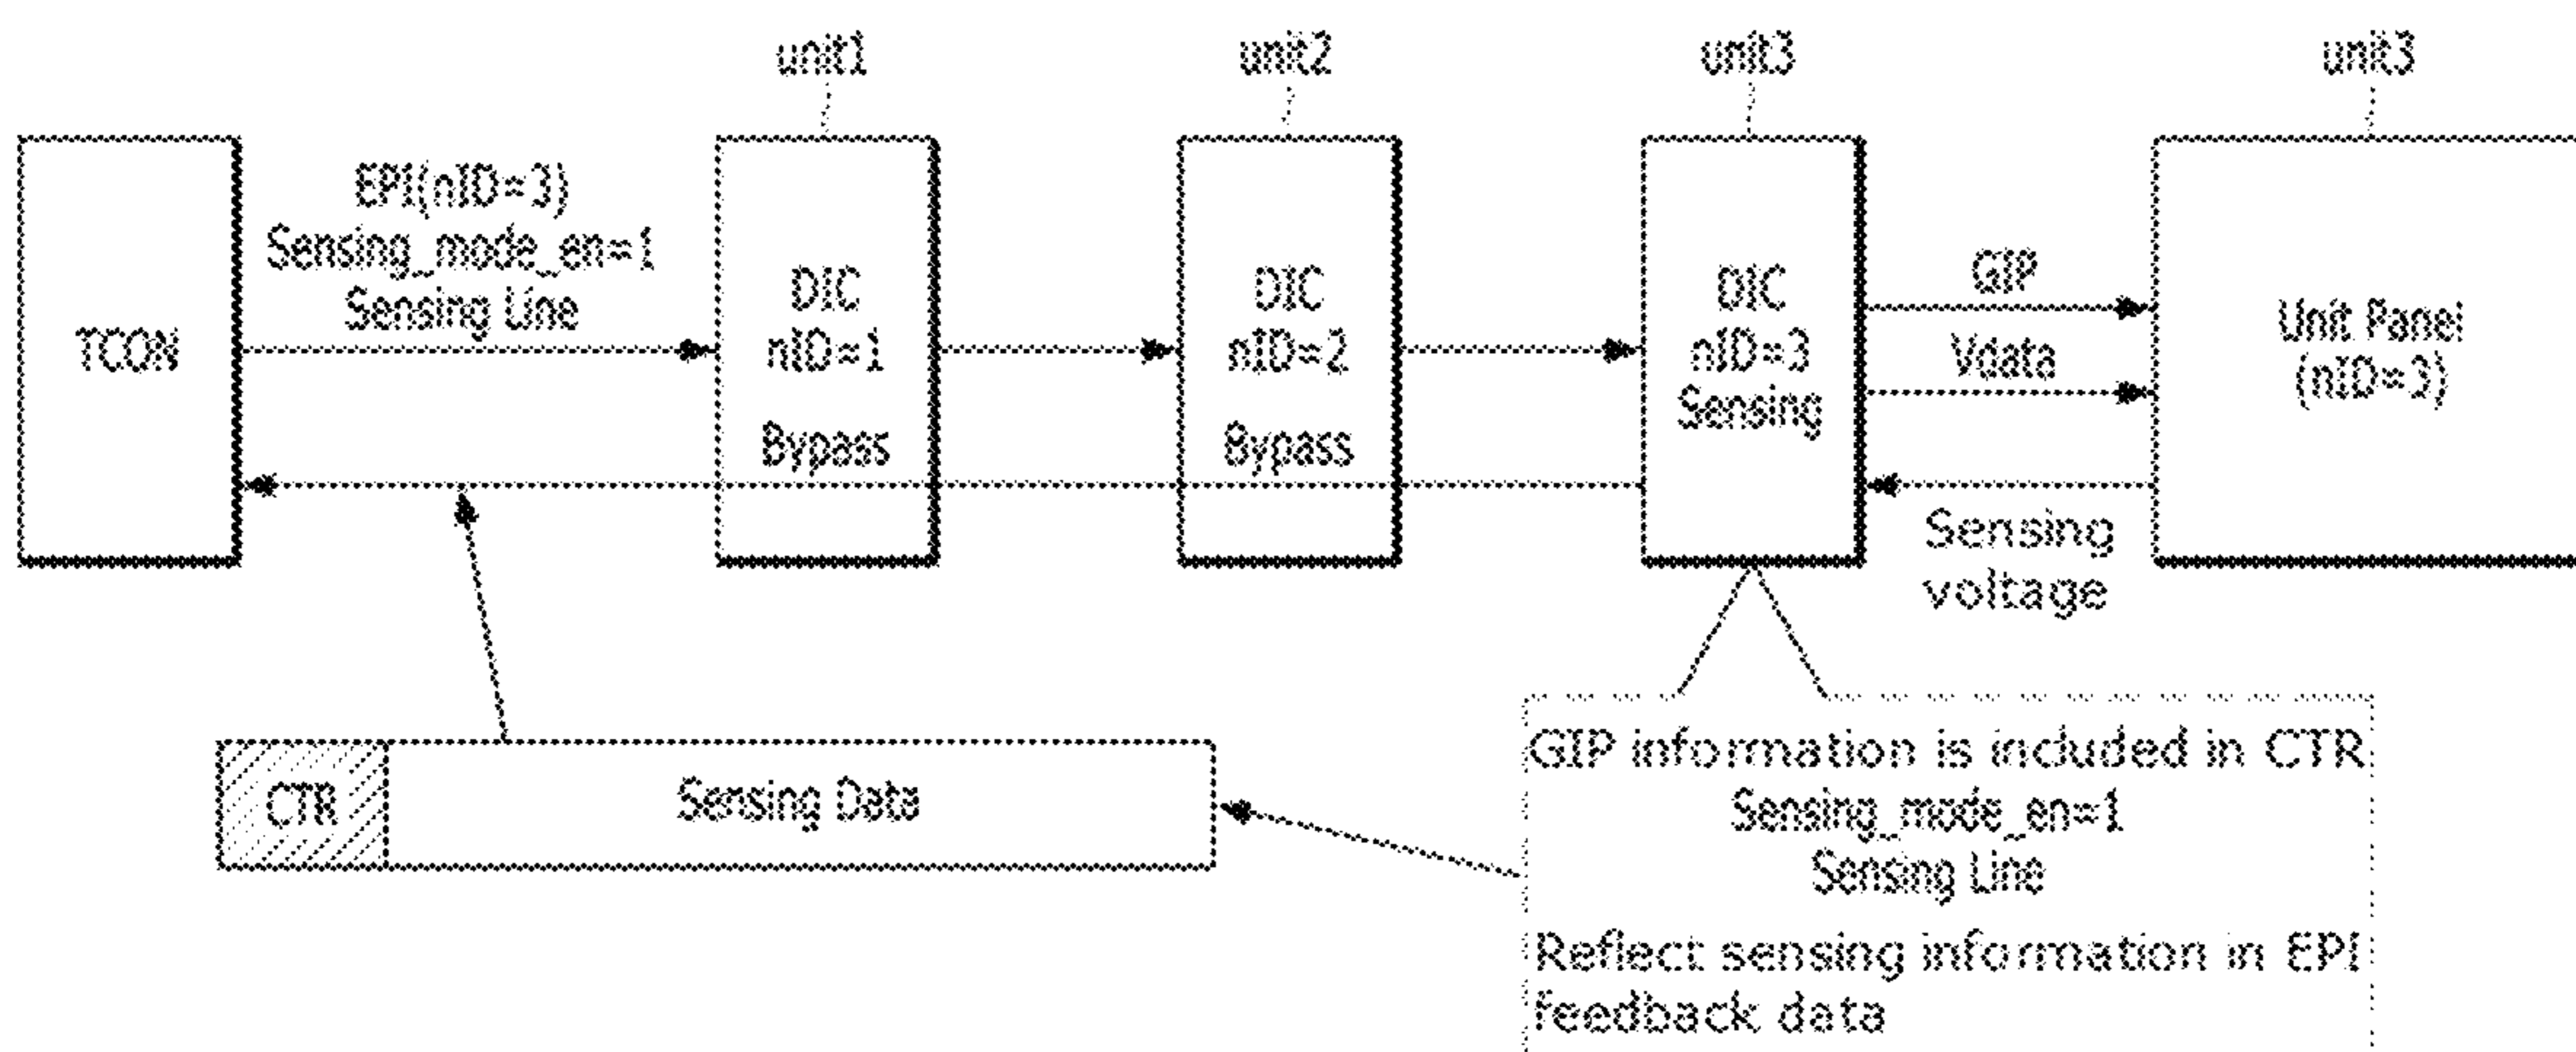 unit1
unit2
unit3
unit3
TCON
EPI(nID=3)
Sensing_mode_en=1
Sensing Line
DIC
nID=1
Bypass
DIC
nID=2
Bypass
DIC
nID=3
Sensing
GIP
Vdata
Sensing
voltage
Unit Panel
(nID=3)
CTR
Sensing Data
GIP information is included in CTR
Sensing_mode_en=1
Sensing Line
Reflect sensing information in EPI
feedback data